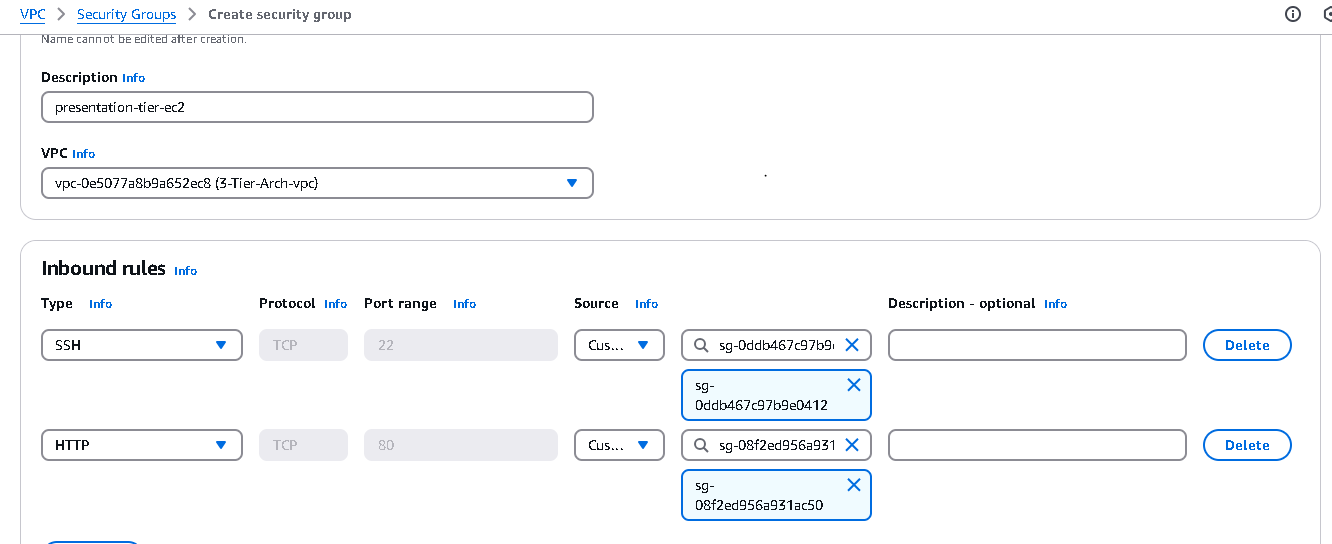 VPC > Security Groups > Create security group
Name cannot be edited after creation.
Description Info
presentation-tier-ec2
VPC Info
vpc-0e5077a8b9a652ec8 (3-Tier-Arch-vpc)
Inbound rules Info
Type Info Protocol Info Port range Info Source Info Description - optional Info
SSH TCP 22 Cus... sg-0ddb467c97b9e Delete
sg-
0ddb467c97b9e0412
HTTP TCP 80 Cus... sg-08f2ed956a931 Delete
sg-
08f2ed956a931ac50